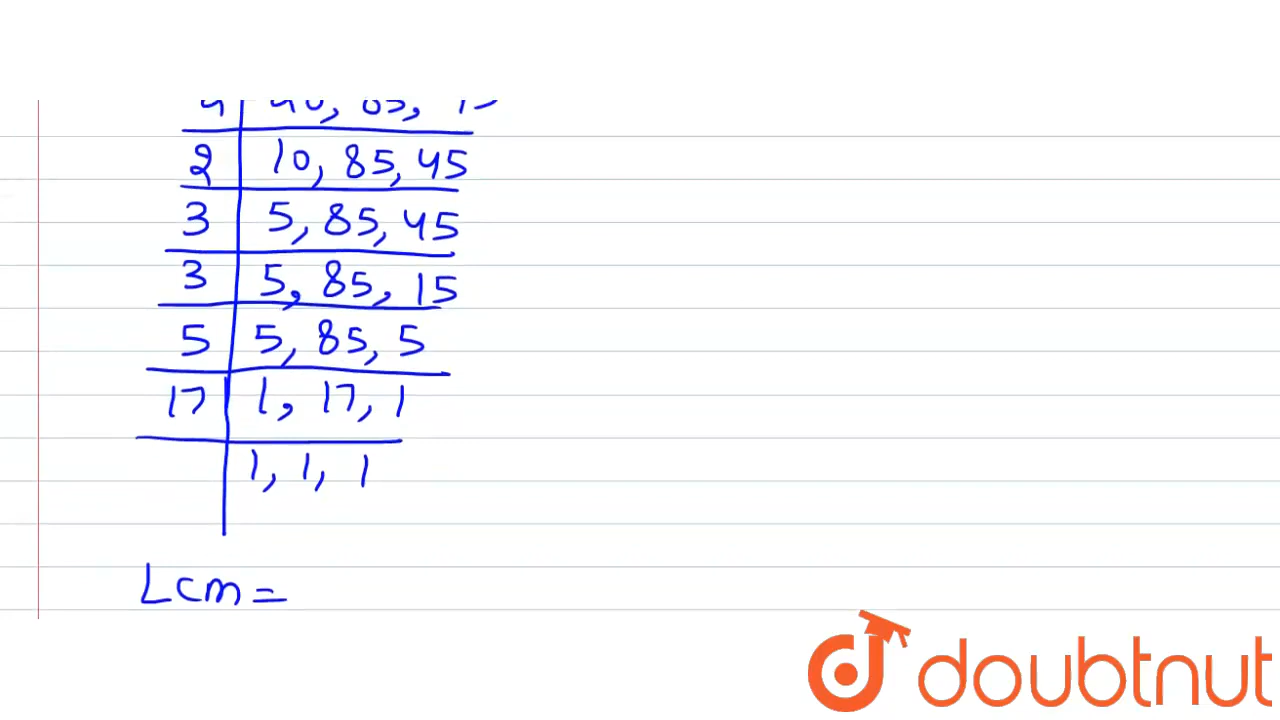 2 10, 85, 45
3 5, 85, 45
3 5, 85, 15
5 5, 85, 5
17 1, 17, 1
1, 1, 1
Lcm =
doubtnut